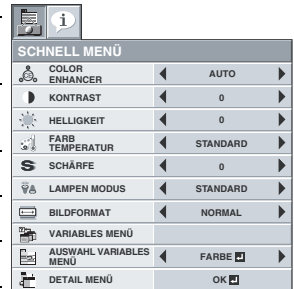 SCHNELL MENÜ
COLOR
ENHANCER
AUTO
KONTRAST
0
HELLIGKEIT
0
FARB
TEMPERATUR
STANDARD
SCHÄRFE
0
LAMPEN MODUS
STANDARD
BILDFORMAT
NORMAL
VARIABLES MENÜ
AUSWAHL VARIABLES
MENÜ
FARBE
DETAIL MENÜ
OK